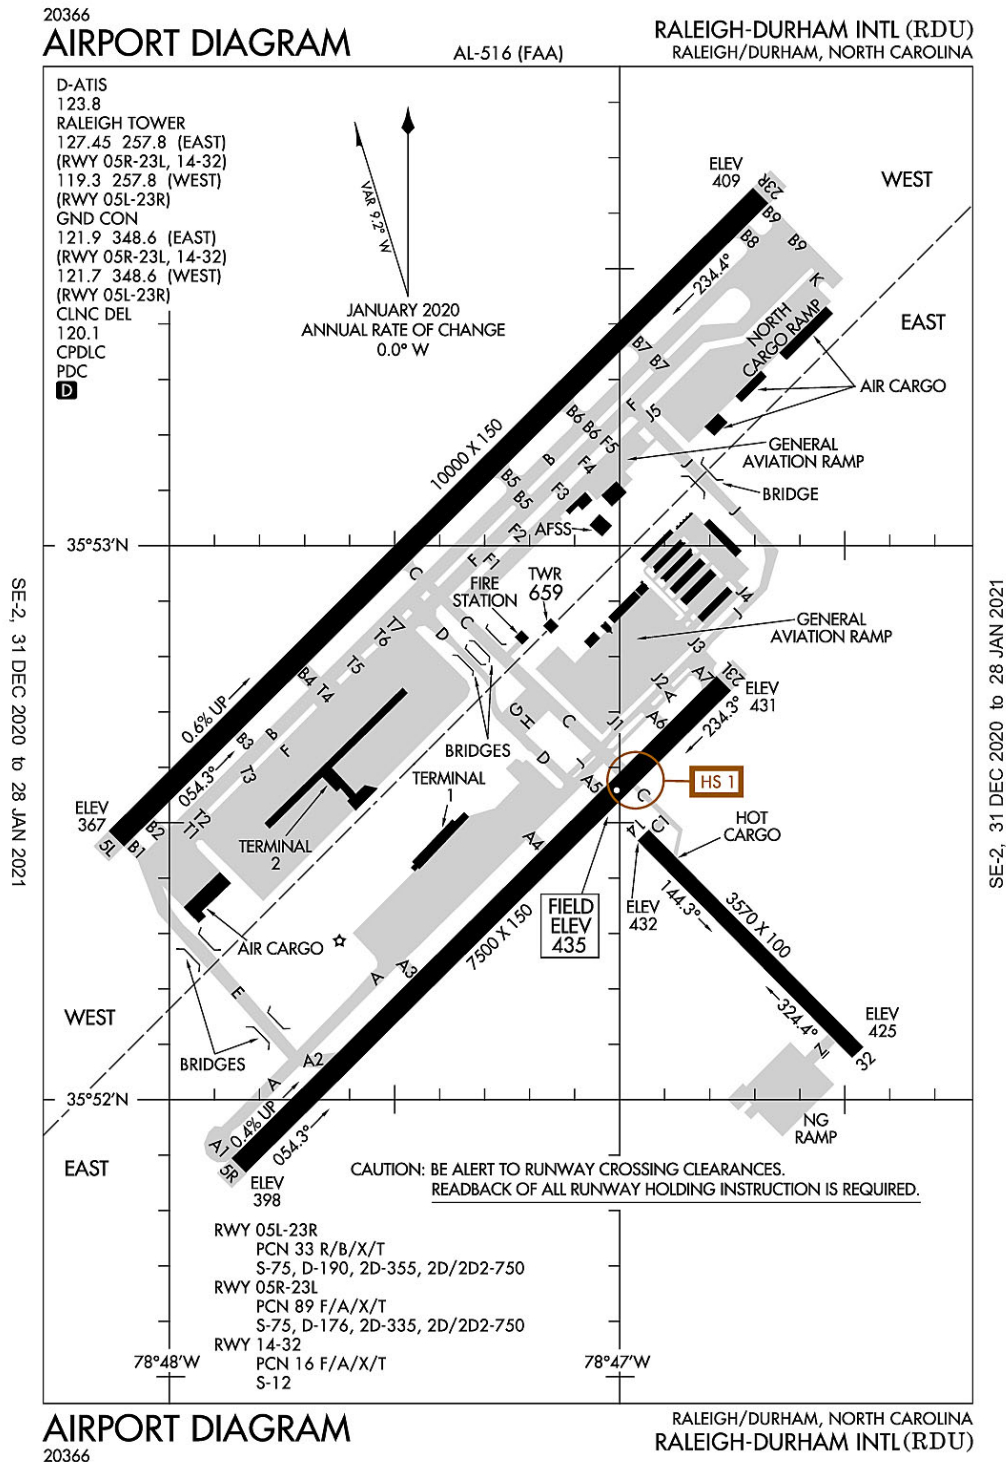 20366
AIRPORT DIAGRAM
AL-516 (FAA)
RALEIGH-DURHAM INTL (RDU)
RALEIGH/DURHAM, NORTH CAROLINA
D-ATIS
123.8
RALEIGH TOWER
127.45 257.8 (EAST)
(RWY 05R-23L, 14-32)
119.3 257.8 (WEST)
(RWY 05L-23R)
GND CON
121.9 348.6 (EAST)
(RWY 05R-23L, 14-32)
121.7 348.6 (WEST)
(RWY 05L-23R)
CLNC DEL
120.1
CPDLC
PDC
D
VAR 9.2° W
JANUARY 2020
ANNUAL RATE OF CHANGE
0.0° W
ELEV
409
23R
WEST
B9
B8
B9
K
234.4°
EAST
NORTH
CARGO RAMP
AIR CARGO
B7
B7
F
J5
B6
B6
F5
GENERAL
AVIATION RAMP
10000 X 150
B
F4
J
BRIDGE
B5
B5
F3
J
AFSS
F2
35°53'N
C
F
F1
FIRE
STATION
TWR
659
J4
J
GENERAL
AVIATION RAMP
T7
T6
D
C
J3
T5
B4
T4
A7
23L
ELEV
431
J2
A
A6
234.3°
0.6% UP
G
H
C
J1
B3
B
F
BRIDGES
D
J
A5
HS 1
054.3°
T3
TERMINAL
1
C
HOT
CARGO
ELEV
367
T2
T1
B2
B1
5L
TERMINAL
2
A4
14
C1
FIELD
ELEV
435
ELEV
432
144.3°
3570 X 100
7500 X 150
AIR CARGO
A
A3
324.4°
ELEV
425
32
E
WEST
BRIDGES
A2
N1
35°52'N
A
0.4% UP
054.3°
NG
RAMP
A1
5R
EAST
ELEV
398
CAUTION: BE ALERT TO RUNWAY CROSSING CLEARANCES.
READBACK OF ALL RUNWAY HOLDING INSTRUCTION IS REQUIRED.
RWY 05L-23R
PCN 33 R/B/X/T
S-75, D-190, 2D-355, 2D/2D2-750
RWY 05R-23L
PCN 89 F/A/X/T
S-75, D-176, 2D-335, 2D/2D2-750
RWY 14-32
PCN 16 F/A/X/T
S-12
78°48'W
78°47'W
SE-2, 31 DEC 2020 to 28 JAN 2021
SE-2, 31 DEC 2020 to 28 JAN 2021
AIRPORT DIAGRAM
20366
RALEIGH/DURHAM, NORTH CAROLINA
RALEIGH-DURHAM INTL (RDU)